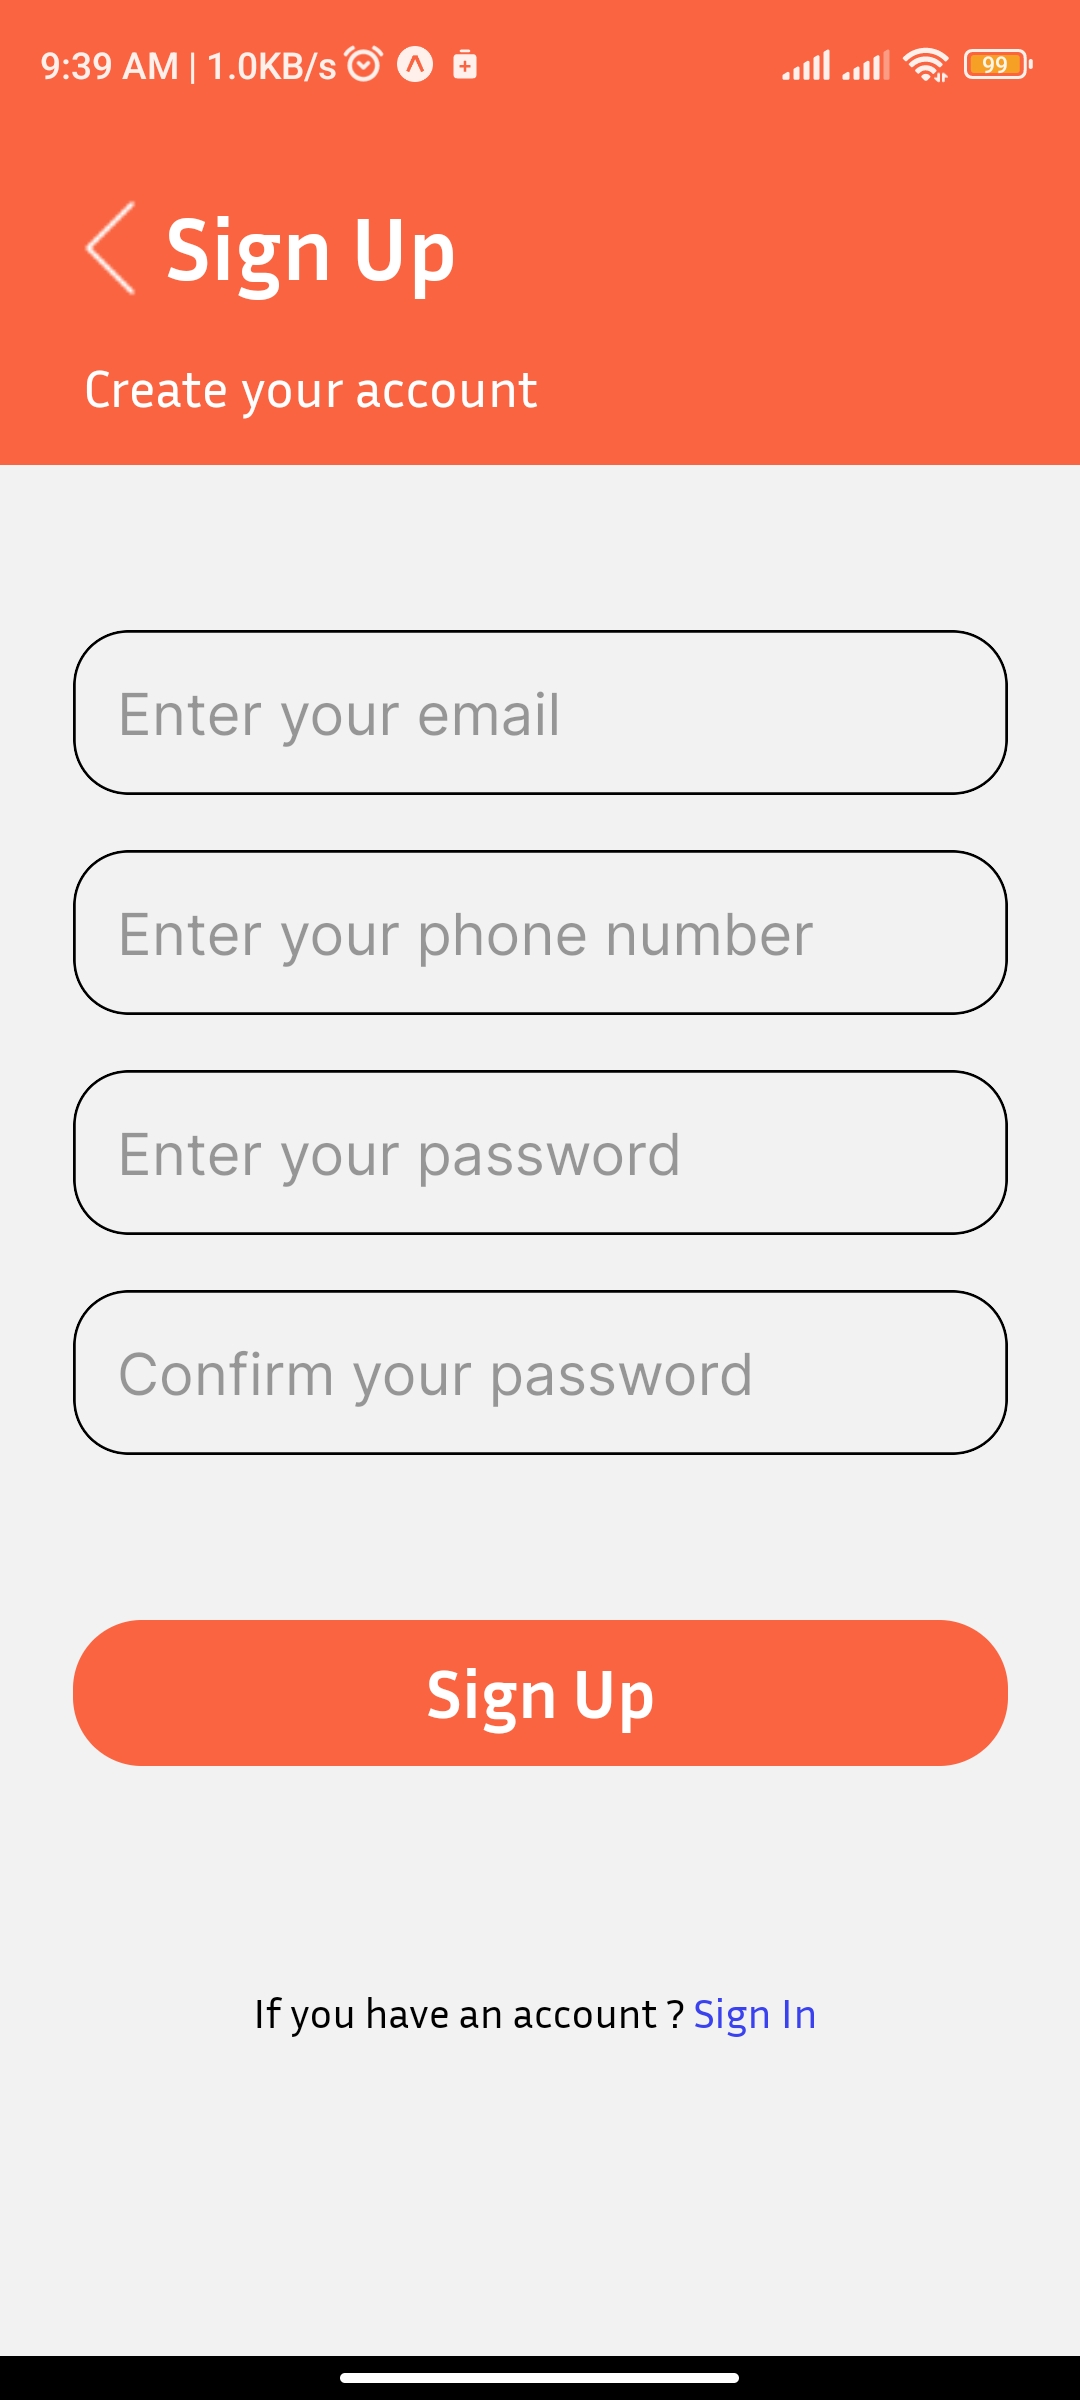 9:39 AM | 1.0KB/s 99
Sign Up
Create your account
Enter your email
Enter your phone number
Enter your password
Confirm your password
Sign Up
If you have an account ? Sign In